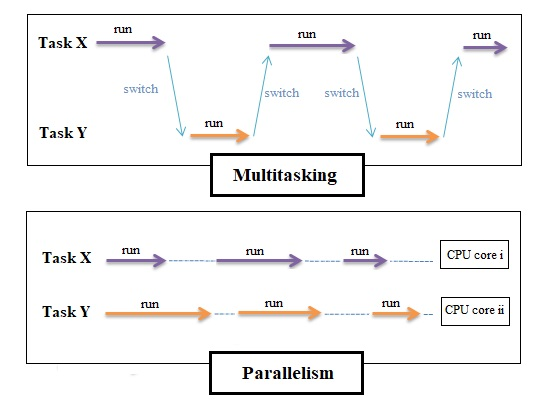 run
run
run
Task X
switch
switch
switch
switch
run
run
Task Y
Multitasking
run
run
run
Task X
CPU core i
run
run
run
Task Y
CPU core ii
Parallelism